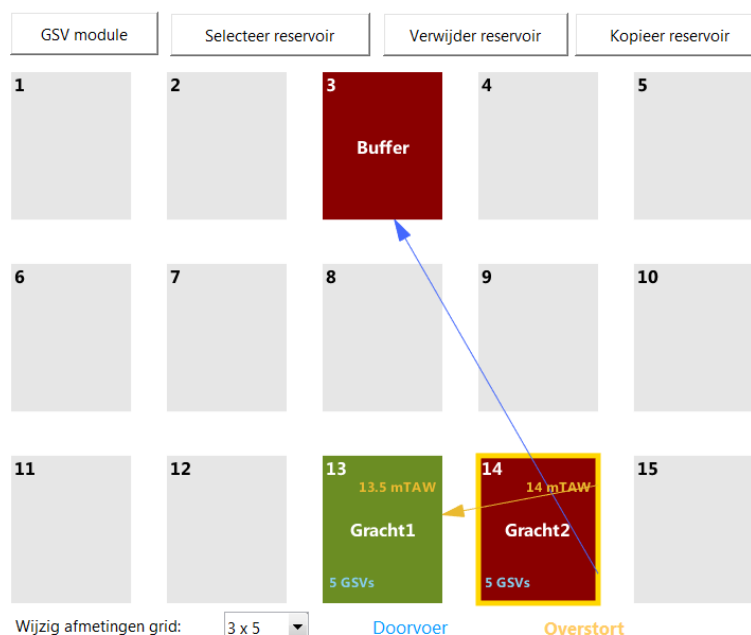 GSV module Selecteer reservoir Verwijder reservoir Kopieer reservoir
1 2 3 4 5
Buffer
6 7 8 9 10
11 12 13 14 15
13.5 mTAW 14 mTAW
Gracht1 Gracht2
5 GSVs 5 GSVs
Wijzig afmetingen grid: 3 x 5 Doorvoer Overstort